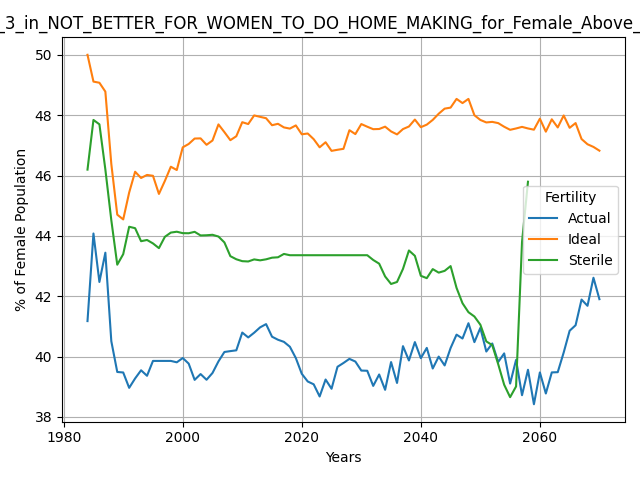 _3_in_NOT_BETTER_FOR_WOMEN_TO_DO_HOME_MAKING_for_Female_Above_
50
48
46
44
42
40
38
% of Female Population
Fertility
Actual
Ideal
Sterile
1980
2000
2020
2040
2060
Years